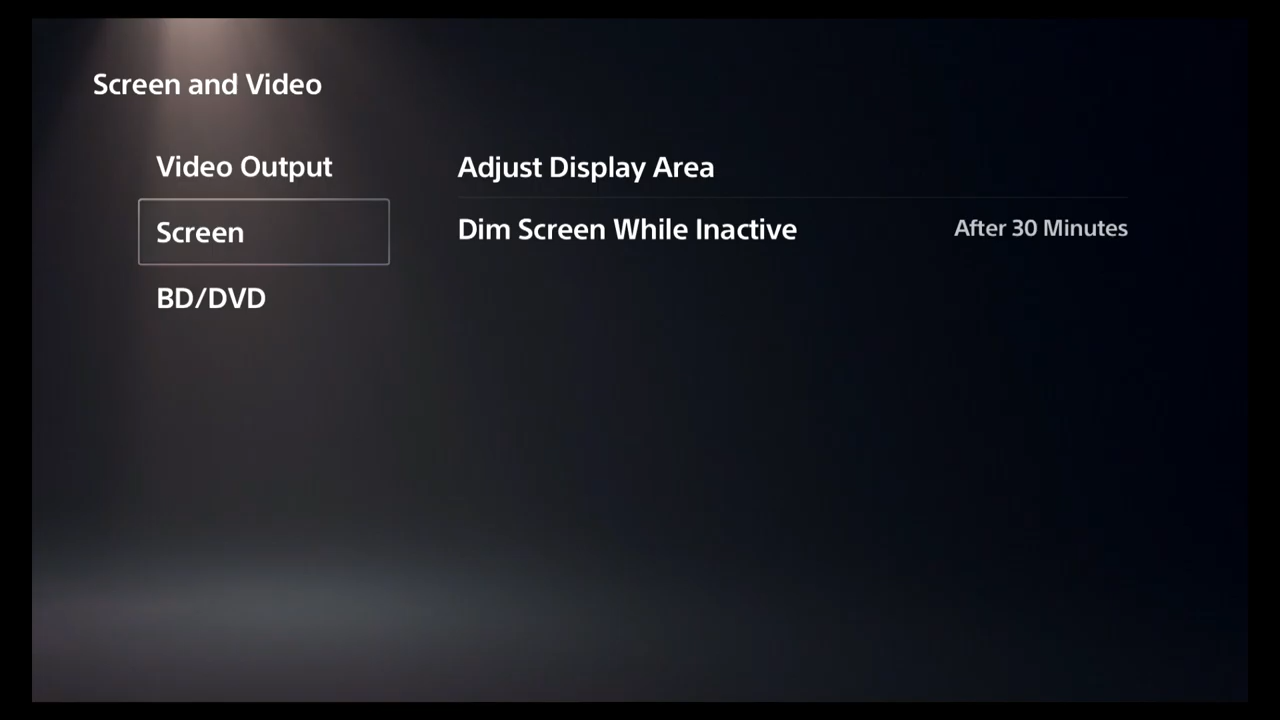 Screen and Video
Video Output
Screen
BD/DVD
Adjust Display Area
Dim Screen While Inactive After 30 Minutes